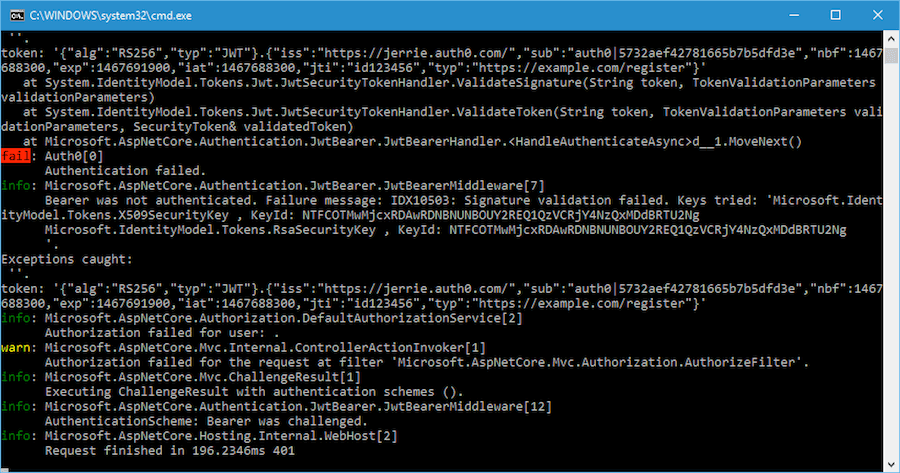 C:\WINDOWS\system32\cmd.exe
''.
token: '{"alg":"RS256","typ":"JWT"}.{"iss":"https://jerrie.auth0.com/","sub":"auth0|5732aef42781665b7b5dfd3e","nbf":1467
688300,"exp":1467691900,"iat":1467688300,"jti":"id123456","typ":"https://example.com/register"}'
at System.IdentityModel.Tokens.Jwt.JwtSecurityTokenHandler.ValidateSignature(String token, TokenValidationParameters
validationParameters)
at System.IdentityModel.Tokens.Jwt.JwtSecurityTokenHandler.ValidateToken(String token, TokenValidationParameters vali
dationParameters, SecurityToken& validatedToken)
at Microsoft.AspNetCore.Authentication.JwtBearer.JwtBearerHandler.<HandleAuthenticateAsync>d__1.MoveNext()
fail: Auth0[0]
Authentication failed.
info: Microsoft.AspNetCore.Authentication.JwtBearer.JwtBearerMiddleware[7]
Bearer was not authenticated. Failure message: IDX10503: Signature validation failed. Keys tried: 'Microsoft.Ident
ityModel.Tokens.X509SecurityKey , KeyId: NTFCOTMwMjcxRDAwRDNBNUNBOUY2REQ1QzVCRjY4NzQxMDdBRTU2Ng
Microsoft.IdentityModel.Tokens.RsaSecurityKey , KeyId: NTFCOTMwMjcxRDAwRDNBNUNBOUY2REQ1QzVCRjY4NzQxMDdBRTU2Ng
'.
Exceptions caught:
''.
token: '{"alg":"RS256","typ":"JWT"}.{"iss":"https://jerrie.auth0.com/","sub":"auth0|5732aef42781665b7b5dfd3e","nbf":1467
688300,"exp":1467691900,"iat":1467688300,"jti":"id123456","typ":"https://example.com/register"}'
info: Microsoft.AspNetCore.Authorization.DefaultAuthorizationService[2]
Authorization failed for user: .
warn: Microsoft.AspNetCore.Mvc.Internal.ControllerActionInvoker[1]
Authorization failed for the request at filter 'Microsoft.AspNetCore.Mvc.Authorization.AuthorizeFilter'.
info: Microsoft.AspNetCore.Mvc.ChallengeResult[1]
Executing ChallengeResult with authentication schemes ().
info: Microsoft.AspNetCore.Authentication.JwtBearer.JwtBearerMiddleware[12]
AuthenticationScheme: Bearer was challenged.
info: Microsoft.AspNetCore.Hosting.Internal.WebHost[2]
Request finished in 196.2346ms 401